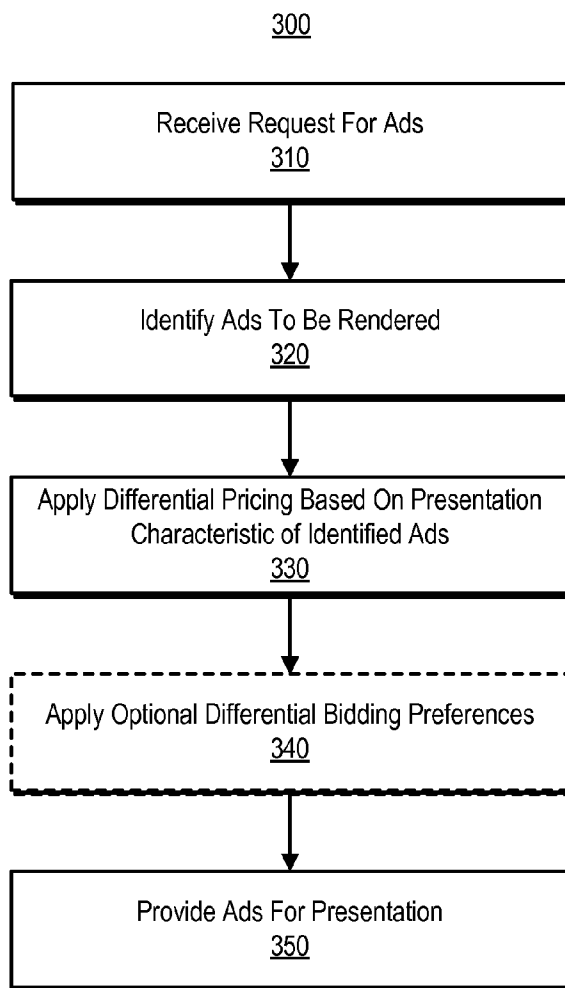 300
Receive Request For Ads
310
Identify Ads To Be Rendered
320
Apply Differential Pricing Based On Presentation
Characteristic of Identified Ads
330
Apply Optional Differential Bidding Preferences
340
Provide Ads For Presentation
350